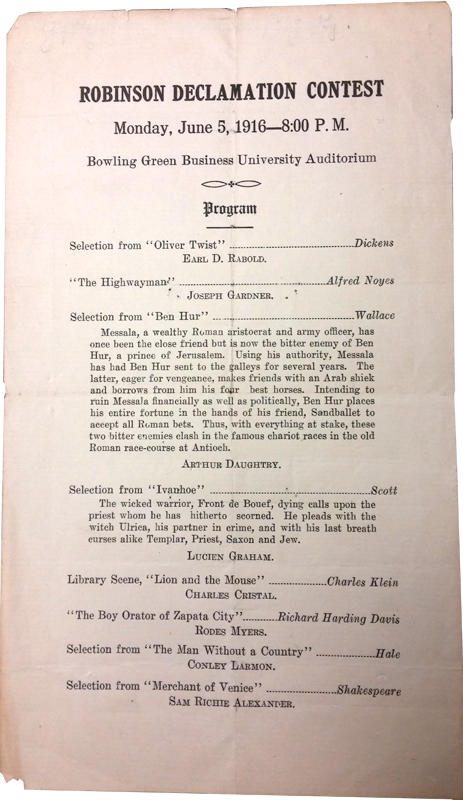 ROBINSON DECLAMATION CONTEST
Monday, June 5, 1916—8:00 P. M.
Bowling Green Business University Auditorium
Program
Selection from "Oliver Twist" ........................Dickens
EARL D. RABOLD.
"The Highwayman" ........................Alfred Noyes
JOSEPH GARDNER.
Selection from "Ben Hur" ........................Wallace
Messala, a wealthy Roman aristocrat and army officer, has
once been the close friend but is now the bitter enemy of Ben
Hur, a prince of Jerusalem. Using his authority, Messala
has had Ben Hur sent to the galleys for several years. The
latter, eager for vengeance, makes friends with an Arab shiek
and borrows from him his four best horses. Intending to
ruin Messala financially as well as politically, Ben Hur places
his entire fortune in the hands of his friend, Sandballet to
accept all Roman bets. Thus, with everything at stake, these
two bitter enemies clash in the famous chariot races in the old
Roman race-course at Antioch.
ARTHUR DAUGHTRY.
Selection from "Ivanhoe" ........................Scott
The wicked warrior, Front de Bouef, dying calls upon the
priest whom he has hitherto scorned. He pleads with the
witch Ulrica, his partner in crime, and with his last breath
curses alike Templar, Priest, Saxon and Jew.
LUCIEN GRAHAM.
Library Scene, "Lion and the Mouse" ................Charles Klein
CHARLES CRISTAL.
"The Boy Orator of Zapata City"...........Richard Harding Davis
RODES MYERS.
Selection from "The Man Without a Country" ................Hale
CONLEY LARMON.
Selection from "Merchant of Venice" ........................Shakespeare
SAM RICHIE ALEXANDER.